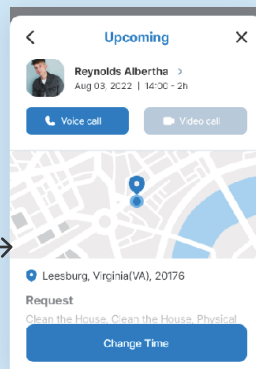 Upcoming
Reynolds Albertha
Aug 03, 2022 | 14:00 - 2h
Voice call
Video call
Leesburg, Virginia(VA), 20176
Request
Clean the House, Clean the House, Physical
Change Time